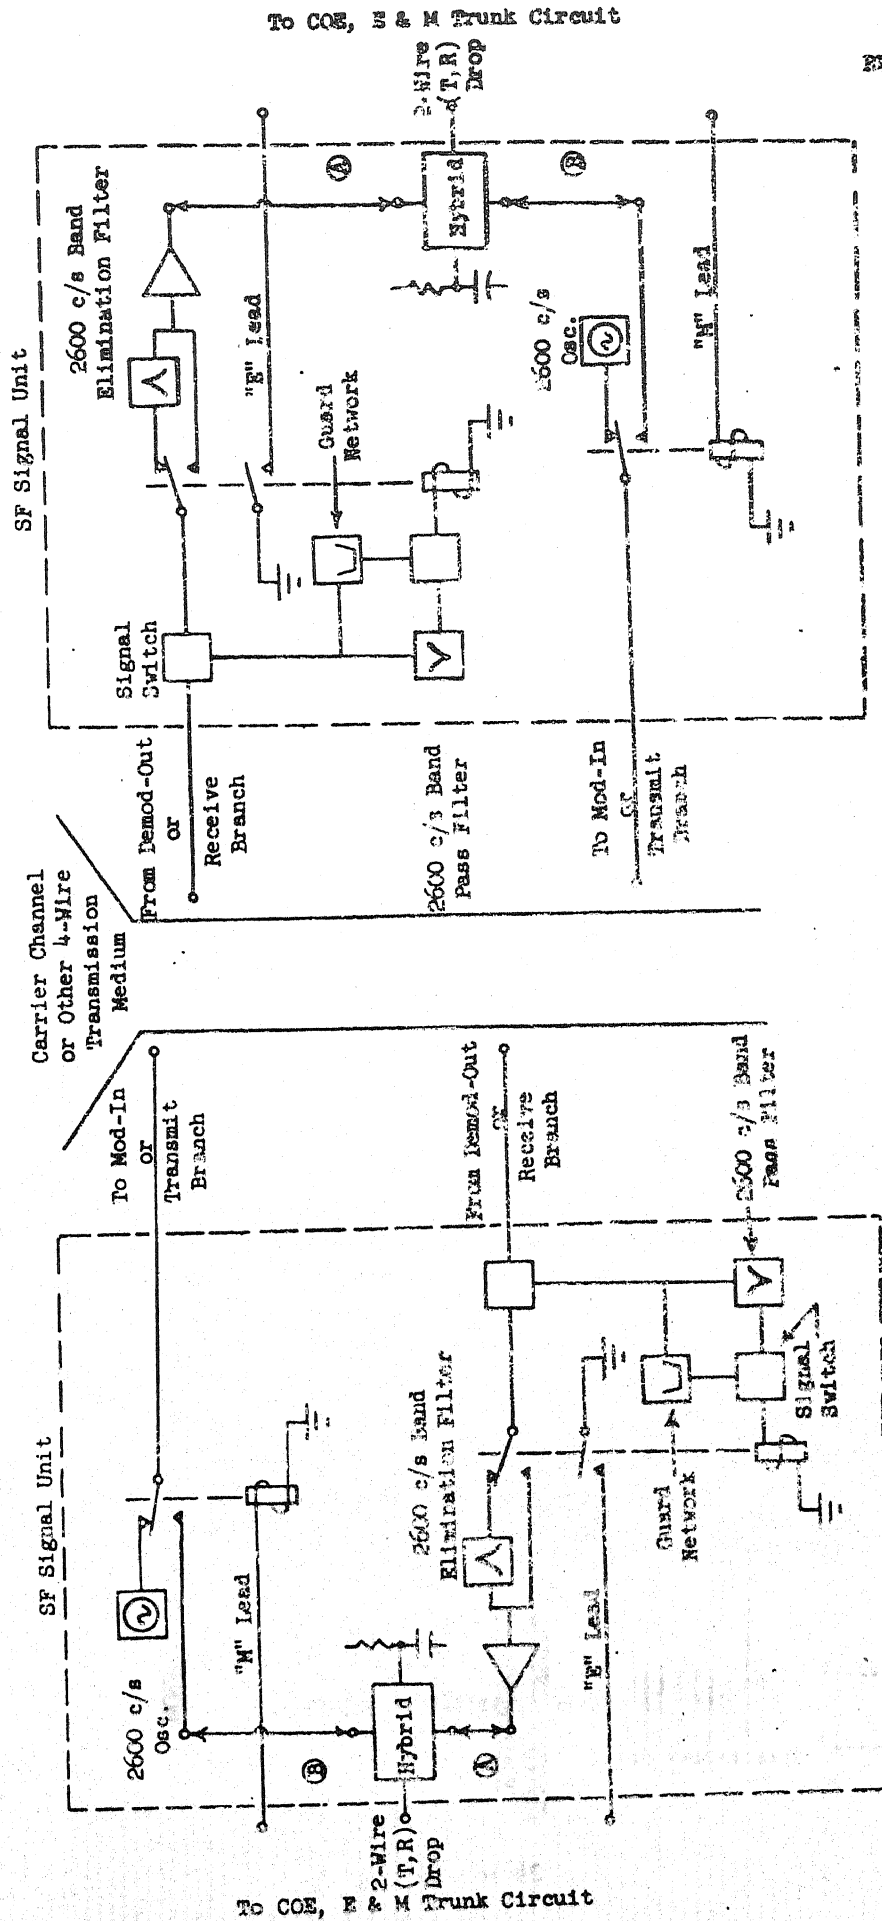 To COE, E & M Trunk Circuit
2-Wire
(T,R)
Drop
SF Signal Unit
2600 c/s
Osc.
"M" Lead
Hybrid
B
A
2600 c/s Band
Elimination Filter
"E" Lead
Guard
Network
Signal
Switch
2600 c/s Band
Pass Filter
To Mod-In
or
Transmit
Branch
From Demod-Out
or
Receive
Branch
Carrier Channel
or Other 4-Wire
Transmission
Medium
From Demod-Out
or
Receive
Branch
2600 c/s Band
Pass Filter
To Mod-In
or
Transmit
Branch
SF Signal Unit
Signal
Switch
2600 c/s Band
Elimination Filter
"E" Lead
Guard
Network
A
Hybrid
B
2600 c/s
Osc.
"M" Lead
2-Wire
(T,R)
Drop
To COE, E & M Trunk Circuit